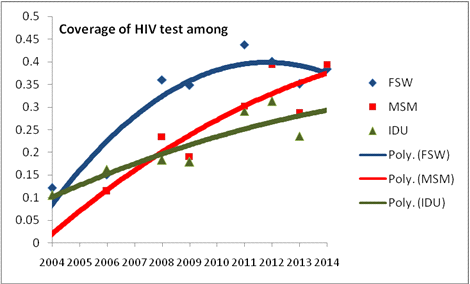 Coverage of HIV test among
0.5
0.45
0.4
0.35
0.3
0.25
0.2
0.15
0.1
0.05
0
2004 2005 2006 2007 2008 2009 2010 2011 2012 2013 2014
FSW
MSM
IDU
Poly. (FSW)
Poly. (MSM)
Poly. (IDU)